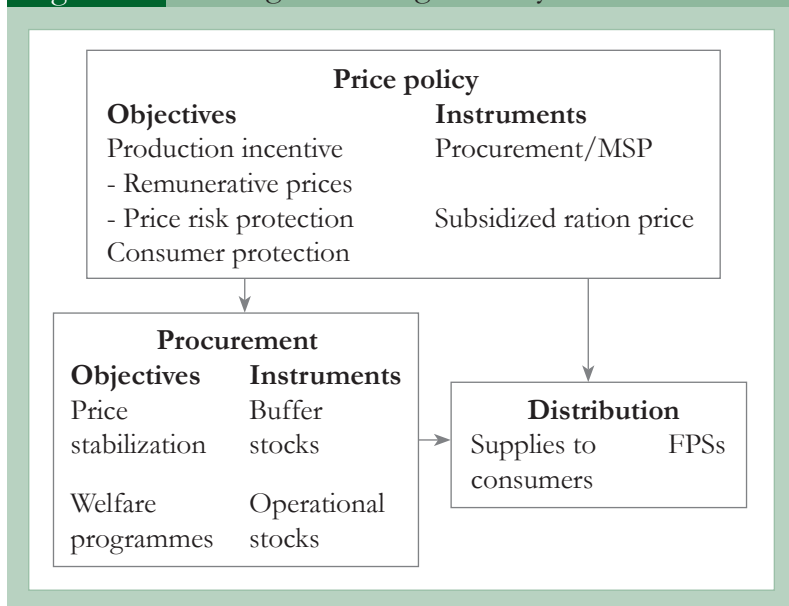 Price policy
Objectives Instruments
Production incentive Procurement/MSP
- Remunerative prices
- Price risk protection Subsidized ration price
Consumer protection
Procurement
Objectives Instruments
Price Buffer
stabilization stocks
Welfare Operational
programmes stocks
Distribution
Supplies to FPSs
consumers